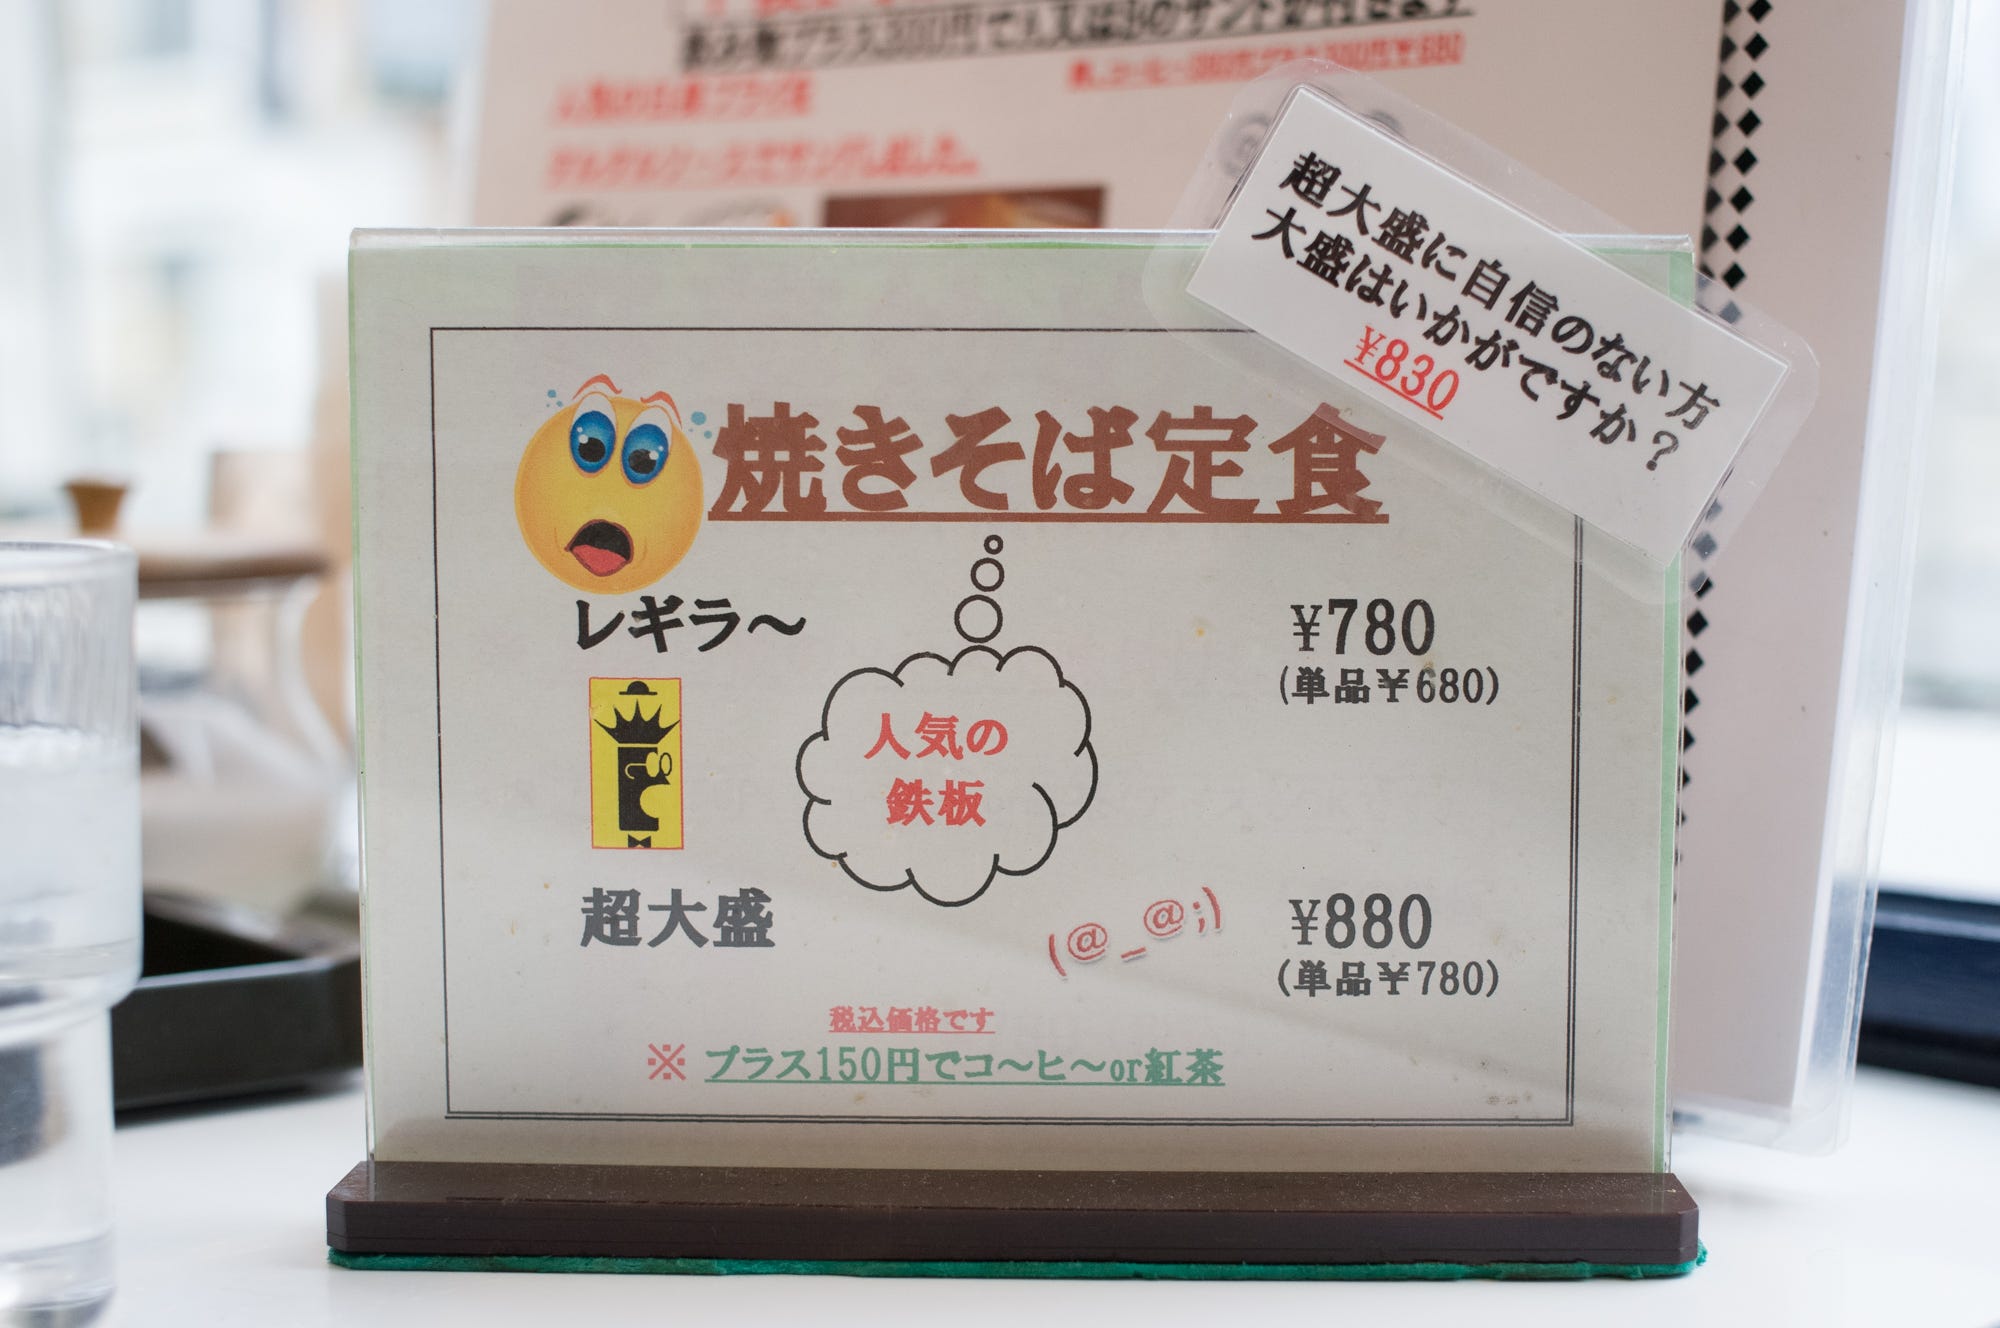 超大盛に自信のない方
大盛はいかがですか？
¥830
焼きそば定食
レギラ～
¥780
(単品¥680)
人気の
鉄板
超大盛
(@_@;)
¥880
(単品¥780)
税込価格です
※ プラス150円でコ～ヒ～or紅茶